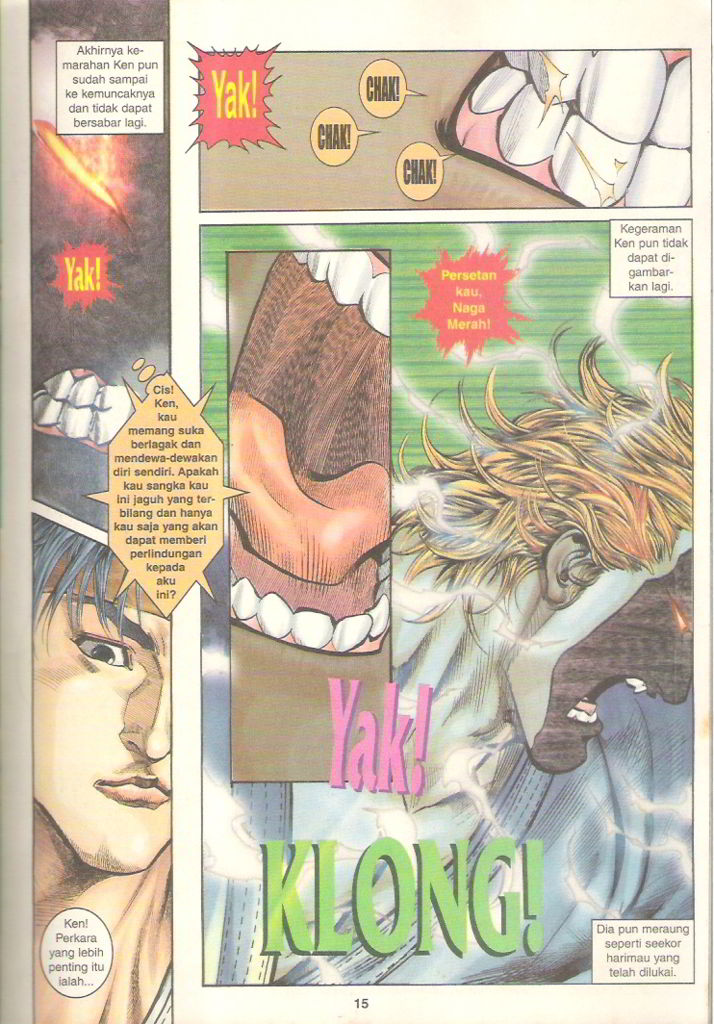 Akhirnya ke-
marahan Ken pun
sudah sampai
ke kemuncaknya
dan tidak dapat
bersabar lagi.
Yak!
Cis!
Ken,
kau
memang suka
berlagak dan
mendewa-dewakan
diri sendiri. Apakah
kau sangka kau
ini jaguh yang ter-
bilang dan hanya
kau saja yang akan
dapat memberi
perlindungan
kepada
aku
ini?
Ken!
Perkara
yang lebih
penting itu
ialah...
Yak!
CHAK!
CHAK!
CHAK!
Kegeraman
Ken pun tidak
dapat di-
gambar-
kan lagi.
Persetan
kau,
Naga
Merah!
Yak!
KLONG!
Dia pun meraung
seperti seekor
harimau yang
telah dilukai.
15